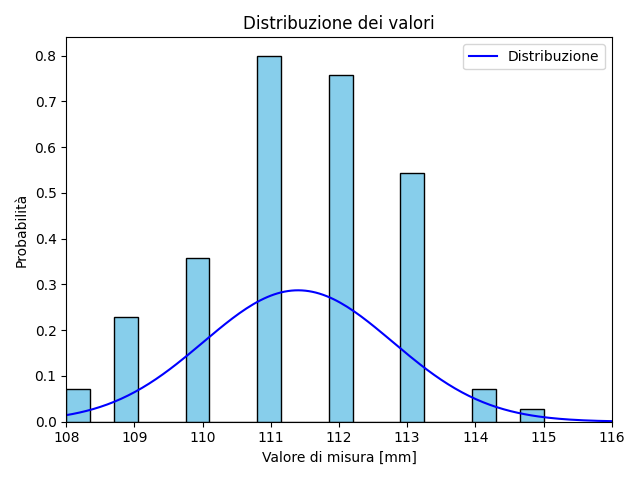 Distribuzione dei valori
Distribuzione
0.8
0.7
0.6
0.5
0.4
0.3
0.2
0.1
0.0
Probabilità
108 109 110 111 112 113 114 115 116
Valore di misura [mm]